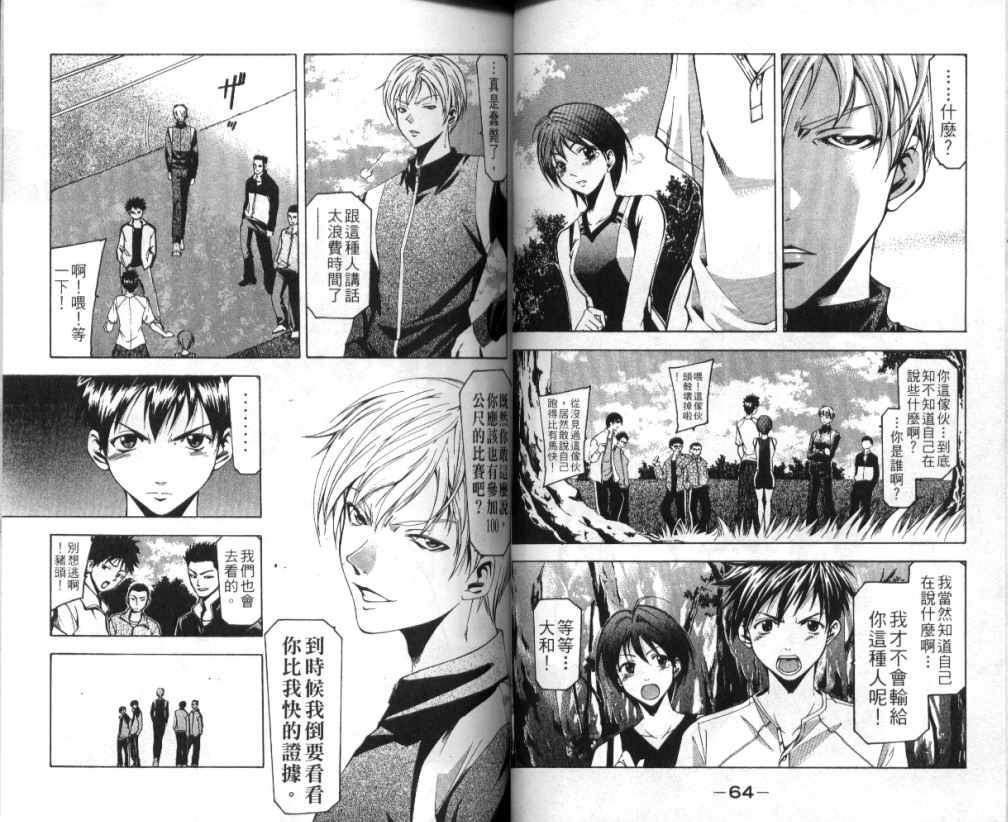 ……什麼？
你這傢伙…到底
知不知道自己在
說些什麼啊？
…你是誰啊？
喂！這傢伙
頭殼壞掉啦
從沒見過這傢伙
，居然敢說自己
跑得比有馬快！
我當然知道自己
在說什麼啊…
我才不會輸給
你這種人呢！
等等…
大和！
－64－
…真是蠢斃了。
跟這種人講話
太浪費時間了
——
ザッ
啊！喂！等
一下！
既然你敢這麼說，
你應該也有參加100
公尺的比賽吧？
………
到時候我倒要看看
你比我快的證據。
我們也會
去看的。
別想逃啊
！豬頭！